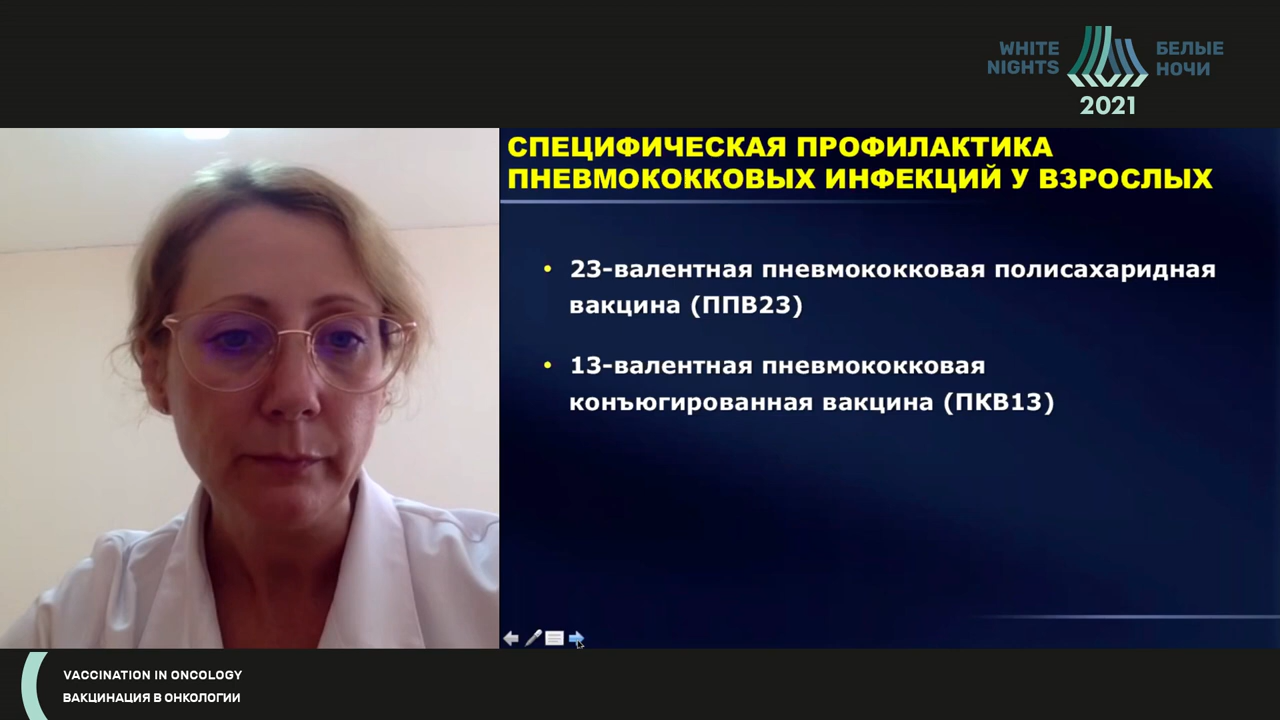 WHITE
NIGHTS
БЕЛЫЕ
НОЧИ
2021
СПЕЦИФИЧЕСКАЯ ПРОФИЛАКТИКА
ПНЕВМОКОККОВЫХ ИНФЕКЦИЙ У ВЗРОСЛЫХ
• 23-валентная пневмококковая полисахаридная
вакцина (ППВ23)
• 13-валентная пневмококковая
конъюгированная вакцина (ПКВ13)
VACCINATION IN ONCOLOGY
ВАКЦИНАЦИЯ В ОНКОЛОГИИ